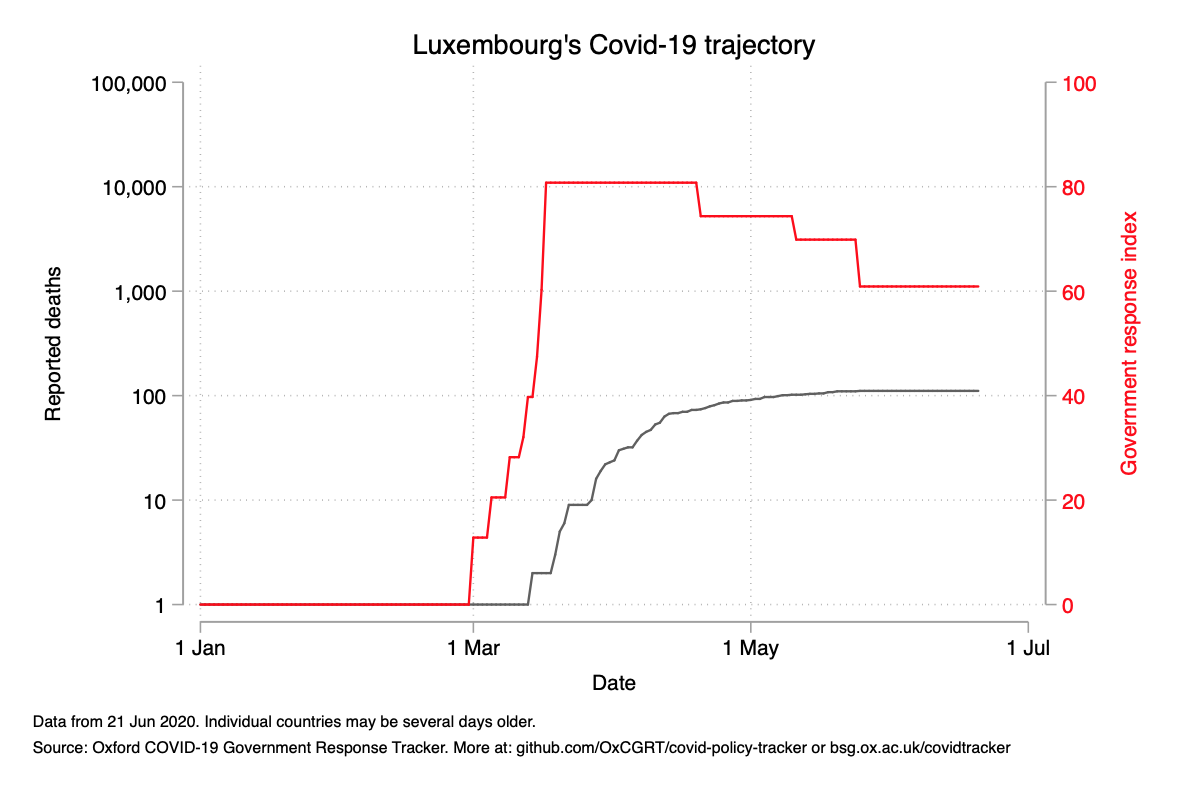 Luxembourg's Covid-19 trajectory
100,000
10,000
1,000
100
10
1
Reported deaths
100
80
60
40
20
0
Government response index
1 Jan
1 Mar
1 May
1 Jul
Date
Data from 21 Jun 2020. Individual countries may be several days older.
Source: Oxford COVID-19 Government Response Tracker. More at: github.com/OxCGRT/covid-policy-tracker or bsg.ox.ac.uk/covidtracker